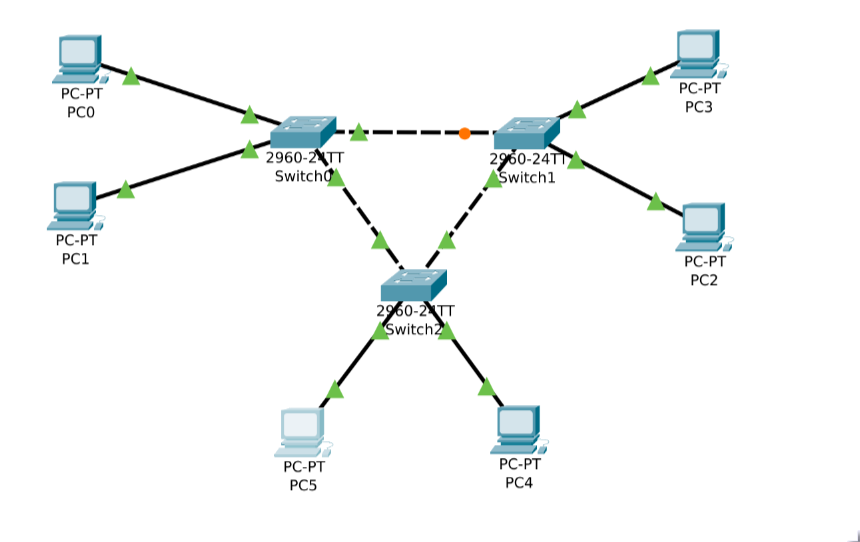 PC-PT
PC0
PC-PT
PC3
2960-24TT
Switch0
2960-24TT
Switch1
PC-PT
PC1
PC-PT
PC2
2960-24TT
Switch2
PC-PT
PC5
PC-PT
PC4